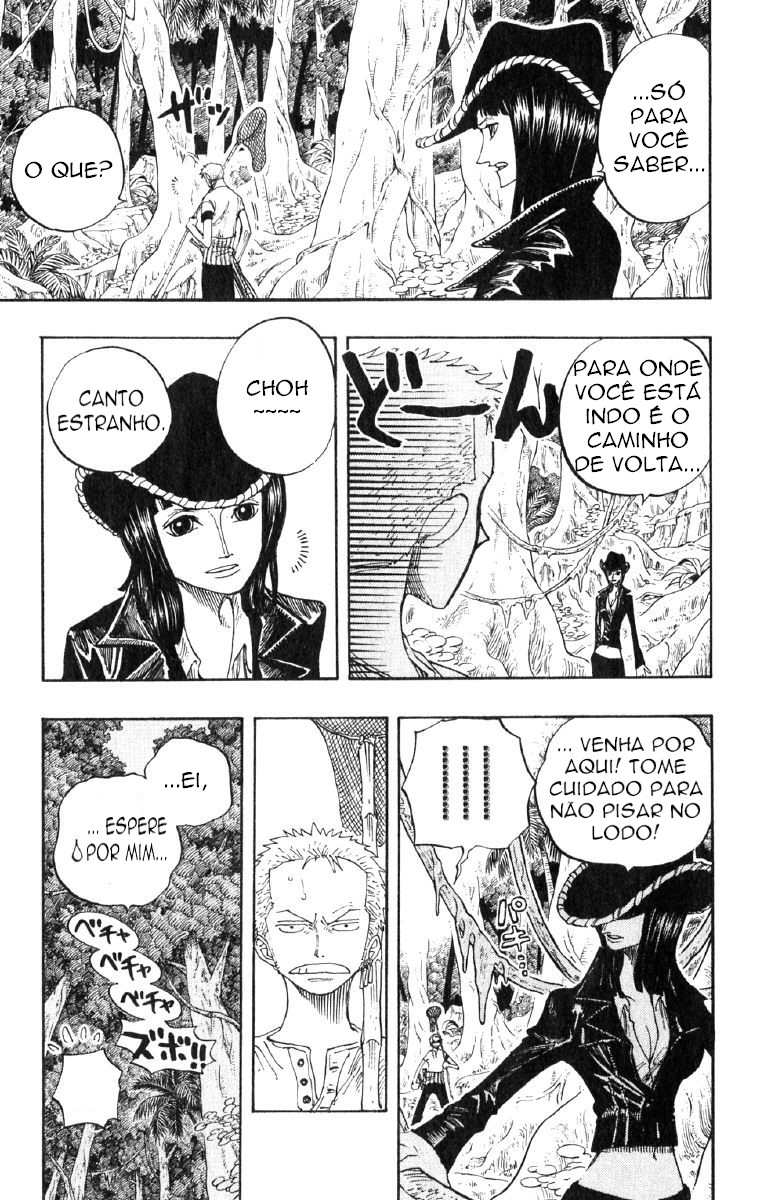 ...SÓ
PARA
VOCÊ
SABER...
ザッ
O QUE?
PARA ONDE
VOCÊ ESTÁ
INDO É O
CAMINHO
DE VOLTA...
どーん
CHOH
~~~~
CANTO
ESTRANHO.
... VENHA POR
AQUI! TOME
CUIDADO PARA
NÃO PISAR NO
LODO!
パキ...
...EI,
... ESPERE
POR MIM...
ベチャ
ベチャ
ベチャ
ズボ!!